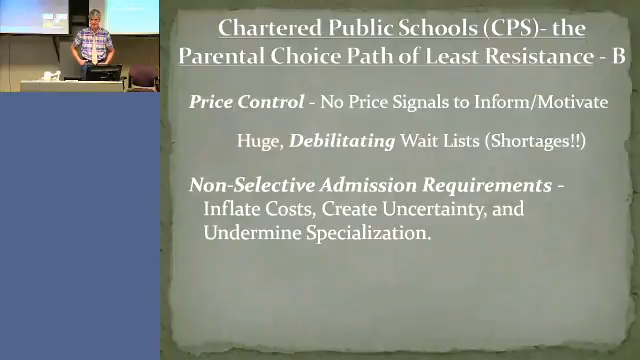 Chartered Public Schools (CPS)- the
Parental Choice Path of Least Resistance - B
Price Control - No Price Signals to Inform/Motivate
Huge, Debilitating Wait Lists (Shortages!!)
Non-Selective Admission Requirements -
Inflate Costs, Create Uncertainty, and
Undermine Specialization.